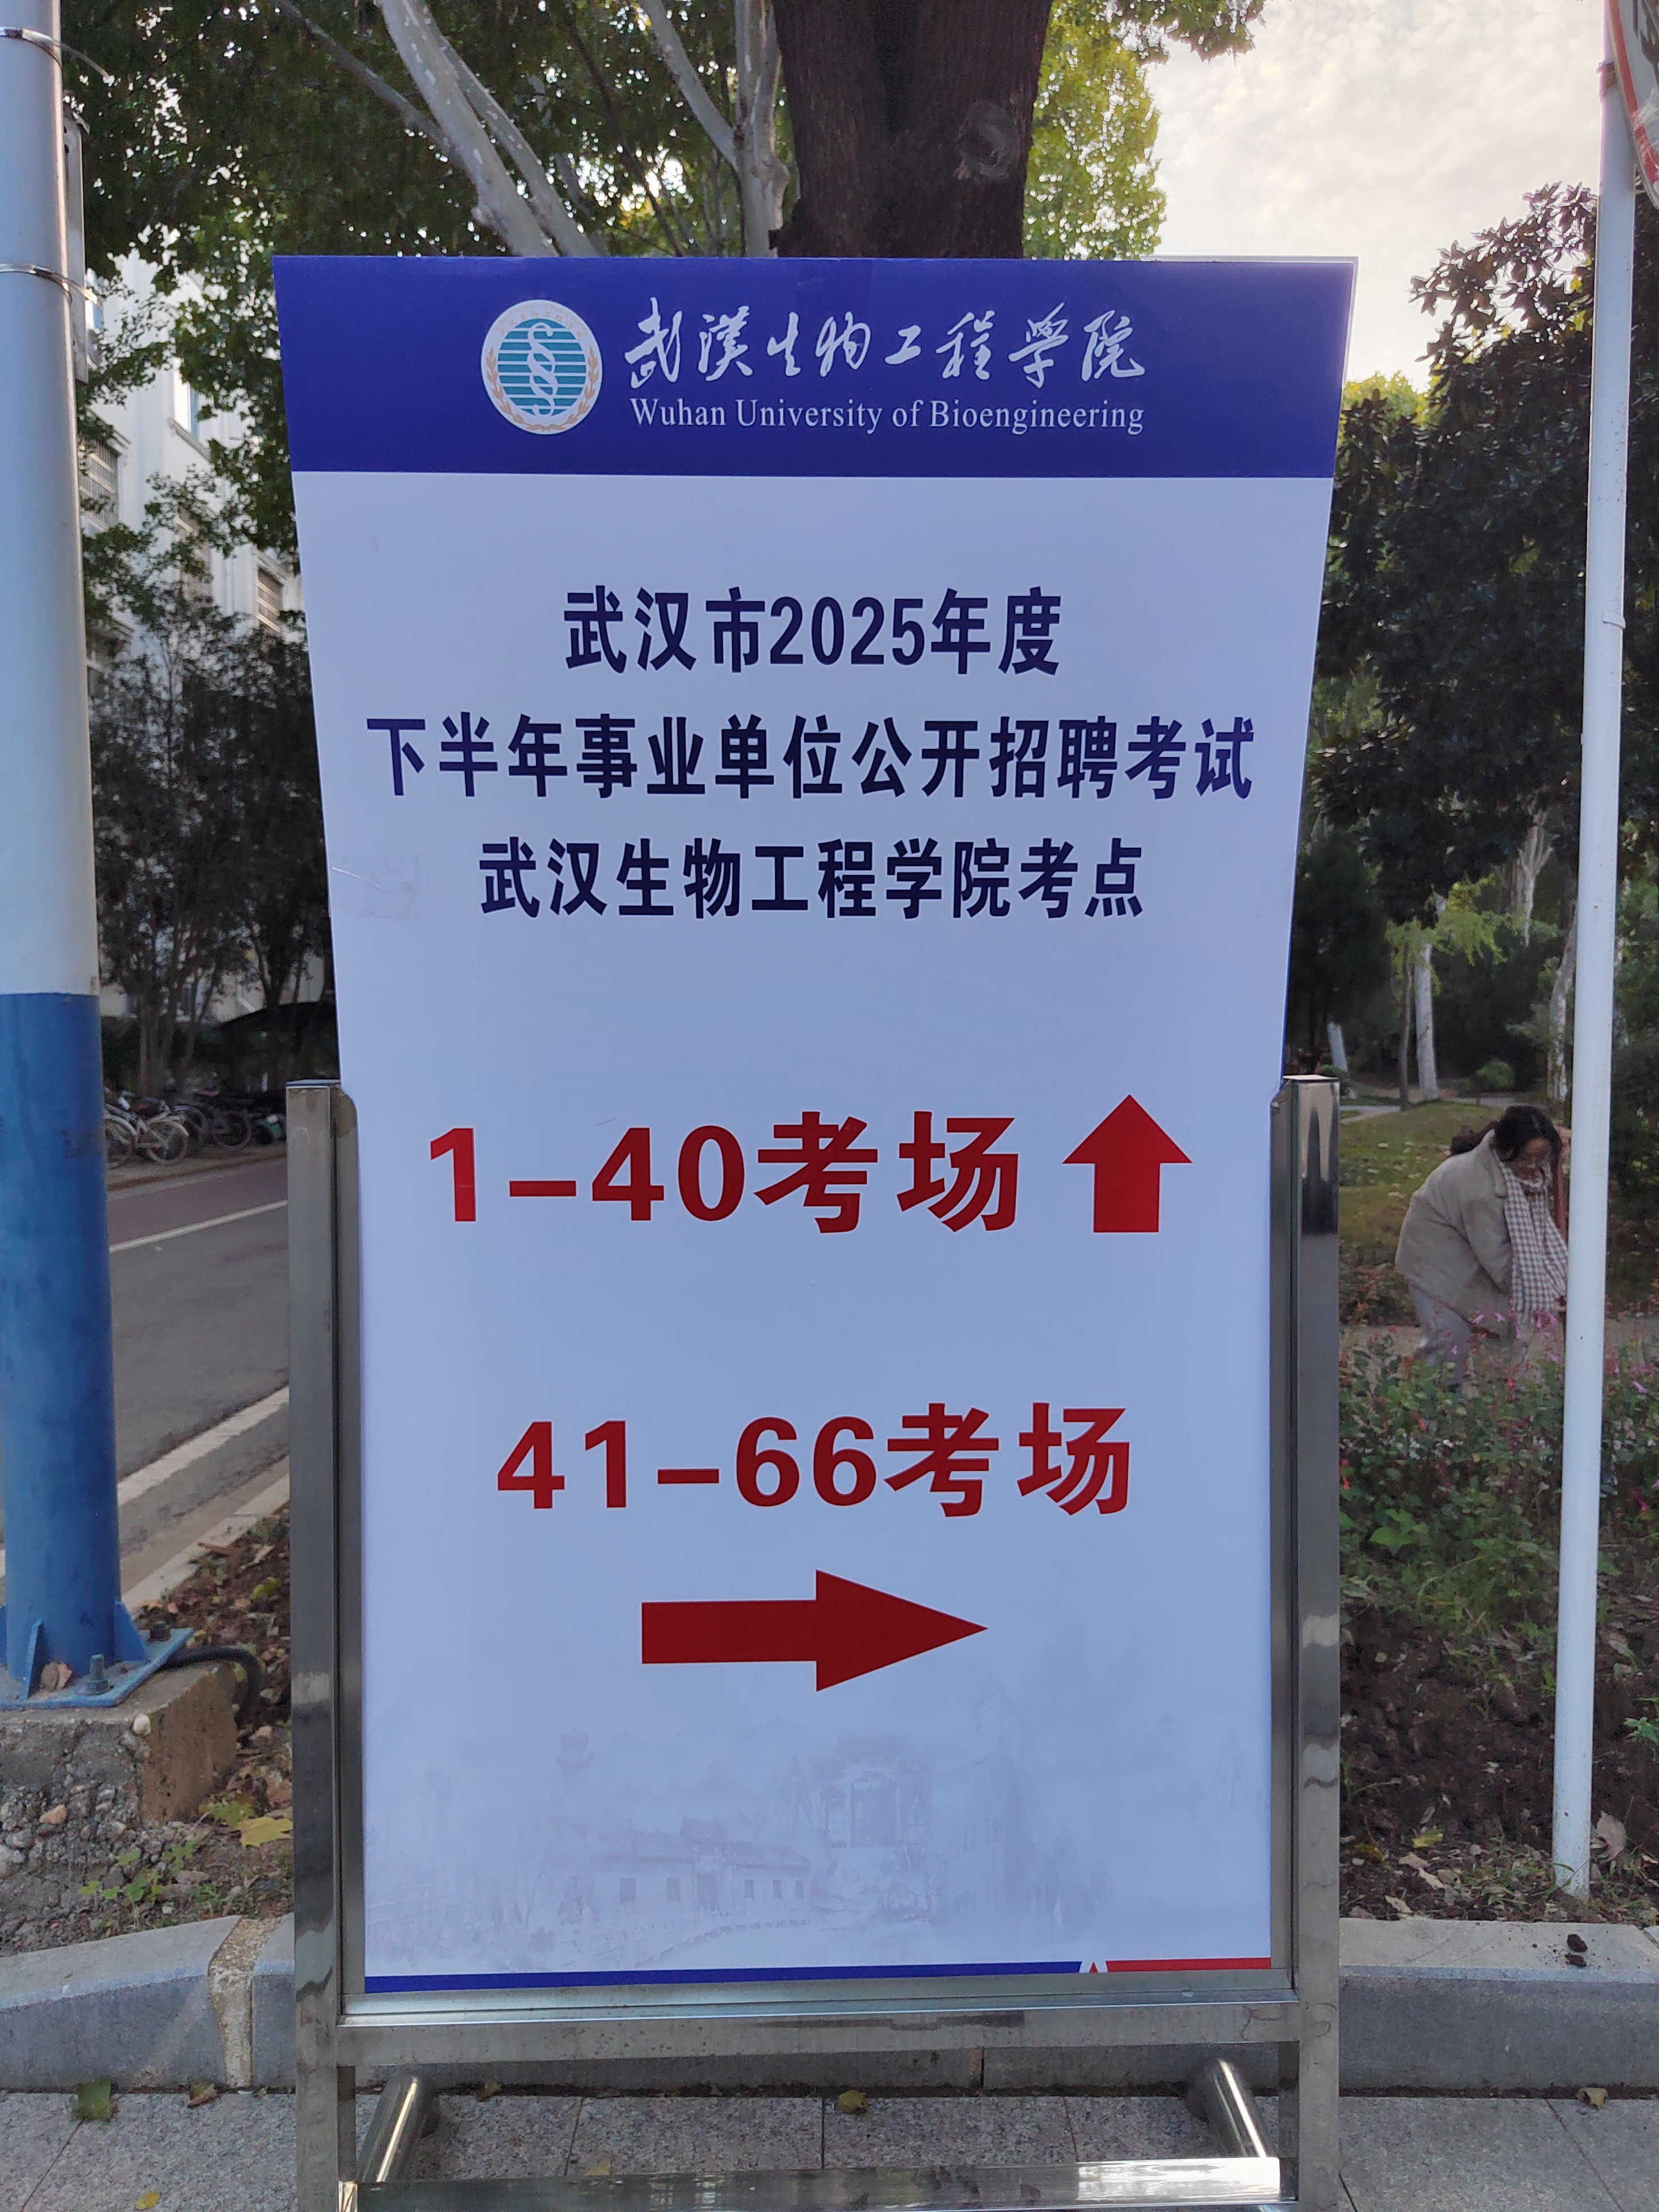 武汉生物工程学院
Wuhan University of Bioengineering
武汉市2025年度
下半年事业单位公开招聘考试
武汉生物工程学院考点
1-40考场
41-66考场